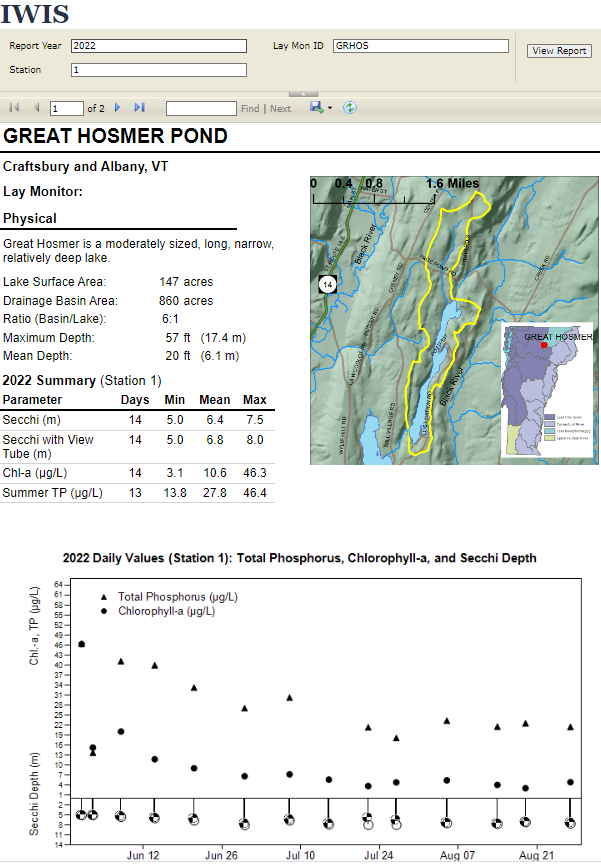 IWIS
Report Year 2022 Lay Mon ID GRHOS View Report
Station 1
1 of 2 Find | Next
GREAT HOSMER POND
Craftsbury and Albany, VT
Lay Monitor:
Physical
Great Hosmer is a moderately sized, long, narrow,
relatively deep lake.
Lake Surface Area: 147 acres
Drainage Basin Area: 860 acres
Ratio (Basin/Lake): 6:1
Maximum Depth: 57 ft (17.4 m)
Mean Depth: 20 ft (6.1 m)
0 0.4 0.8 1.6 Miles
WATER ST
Black River
14
CREEK RD
Black River
GREAT HOSMER
2022 Summary (Station 1)
Parameter Days Min Mean Max
Secchi (m) 14 5.0 6.4 7.5
Secchi with View
Tube (m) 14 5.0 6.8 8.0
Chl-a (µg/L) 14 3.1 10.6 46.3
Summer TP (µg/L) 13 13.8 27.8 46.4
2022 Daily Values (Station 1): Total Phosphorus, Chlorophyll-a, and Secchi Depth
Total Phosphorus (µg/L)
Chlorophyll-a (µg/L)
Chl.-a, TP (µg/L)
64
61
58
55
52
49
46
43
40
37
34
31
28
25
22
19
16
13
10
7
4
1
Secchi Depth (m)
2
5
8
11
14
Jun 12 Jun 26 Jul 10 Jul 24 Aug 07 Aug 21